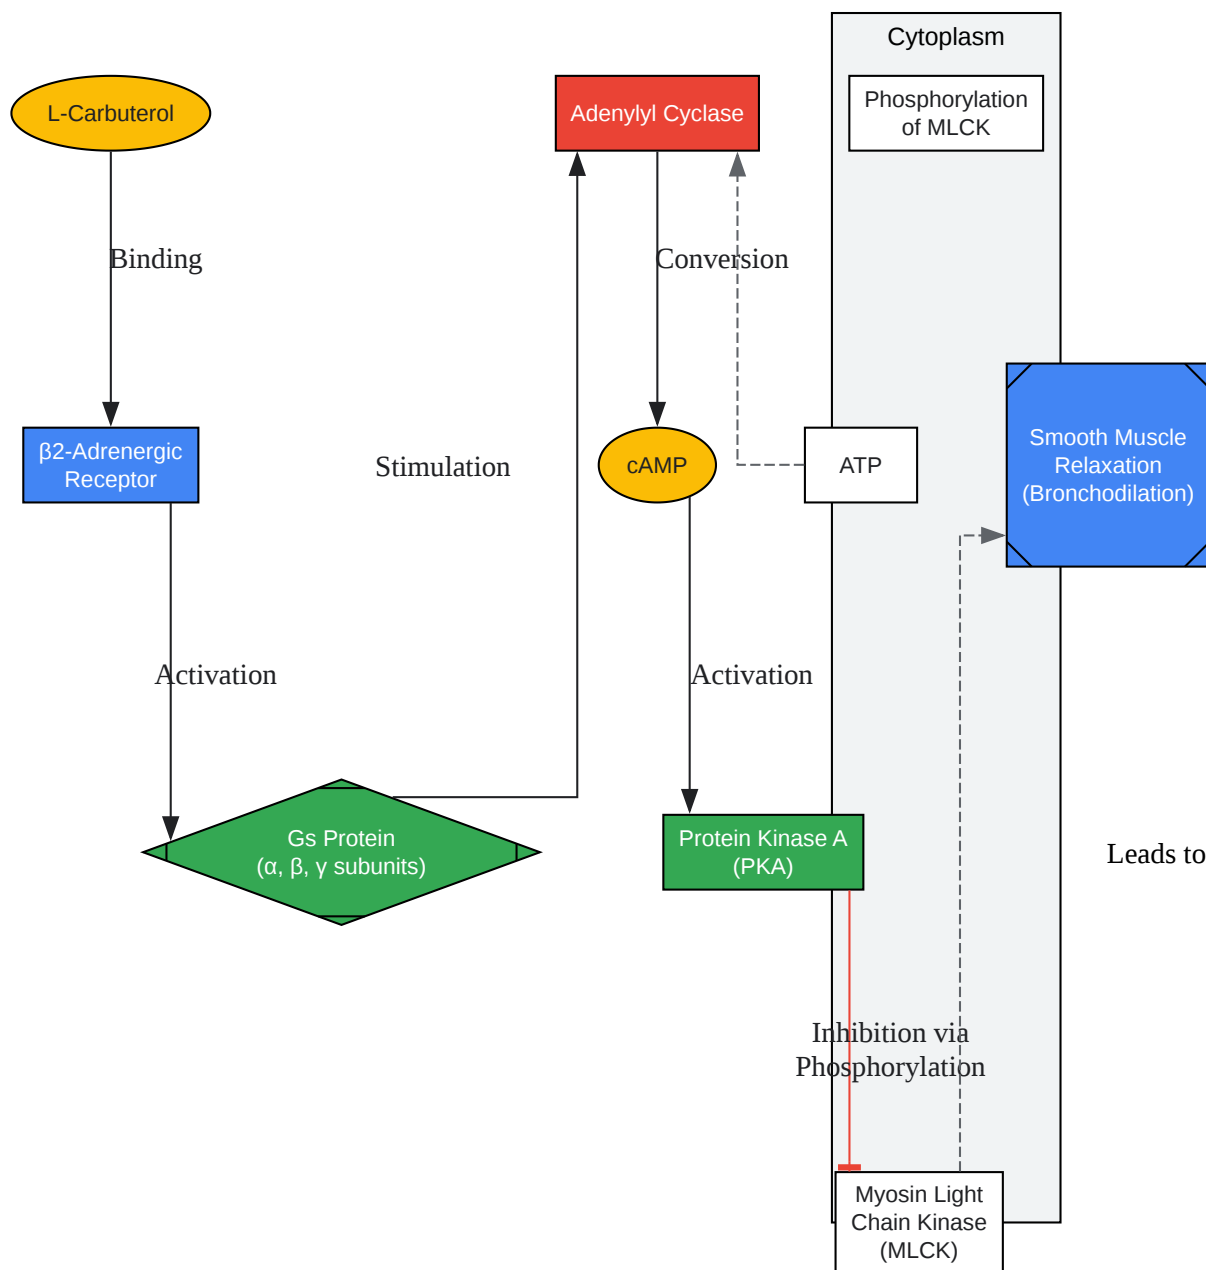 Cytoplasm
L-Carbuterol
Adenylyl Cyclase
Phosphorylation
of MLCK
Binding
Conversion
β2-Adrenergic
Receptor
Stimulation
cAMP
ATP
Smooth Muscle
Relaxation
(Bronchodilation)
Activation
Activation
Gs Protein
(α, β, γ subunits)
Protein Kinase A
(PKA)
Leads to
Inhibition via
Phosphorylation
Myosin Light
Chain Kinase
(MLCK)